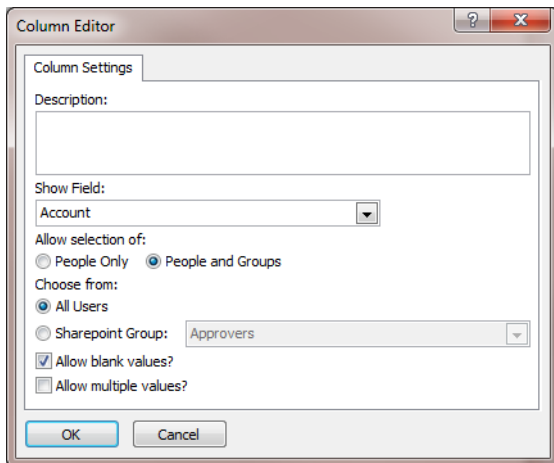 Column Editor
?
Column Settings
Description:
Show Field:
Account
Allow selection of:
People Only People and Groups
Choose from:
All Users
Sharepoint Group: Approvers
Allow blank values?
Allow multiple values?
OK Cancel